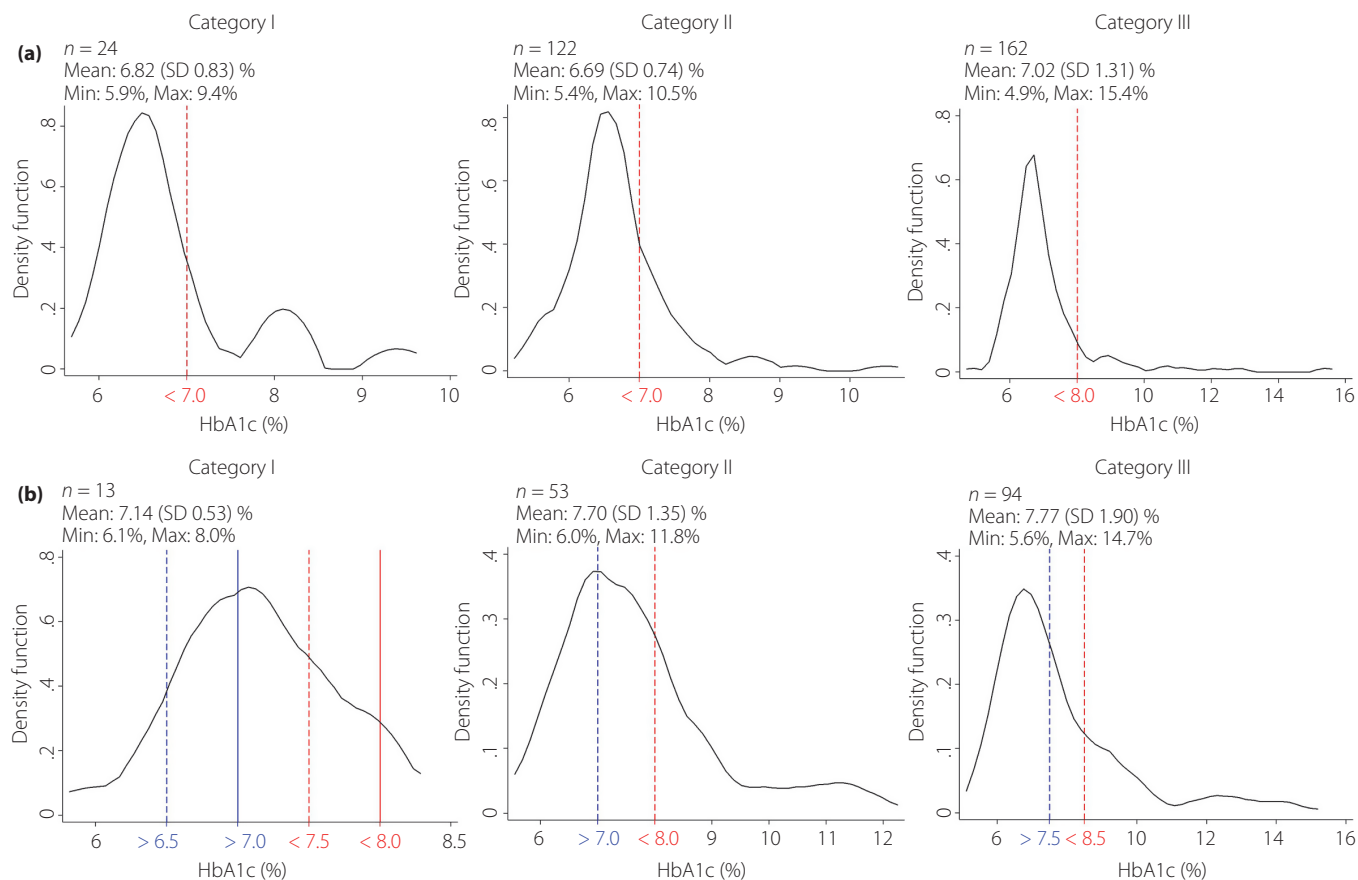 (a)
Category I
n = 24
Mean: 6.82 (SD 0.83) %
Min: 5.9%, Max: 9.4%
Density function
.8
.6
.4
.2
0
6
< 7.0
8
9
10
HbA1c (%)
Category II
n = 122
Mean: 6.69 (SD 0.74) %
Min: 5.4%, Max: 10.5%
Density function
.8
.6
.4
.2
0
6
< 7.0
8
10
HbA1c (%)
Category III
n = 162
Mean: 7.02 (SD 1.31) %
Min: 4.9%, Max: 15.4%
Density function
.8
.6
.4
.2
0
6
< 8.0
10
12
14
16
HbA1c (%)
(b)
Category I
n = 13
Mean: 7.14 (SD 0.53) %
Min: 6.1%, Max: 8.0%
Density function
.8
.6
.4
.2
0
6
> 6.5
> 7.0
< 7.5
< 8.0
8.5
HbA1c (%)
Category II
n = 53
Mean: 7.70 (SD 1.35) %
Min: 6.0%, Max: 11.8%
Density function
.4
.3
.2
.1
0
6
> 7.0
< 8.0
9
10
11
12
HbA1c (%)
Category III
n = 94
Mean: 7.77 (SD 1.90) %
Min: 5.6%, Max: 14.7%
Density function
.4
.3
.2
.1
0
6
> 7.5
< 8.5
10
12
14
16
HbA1c (%)